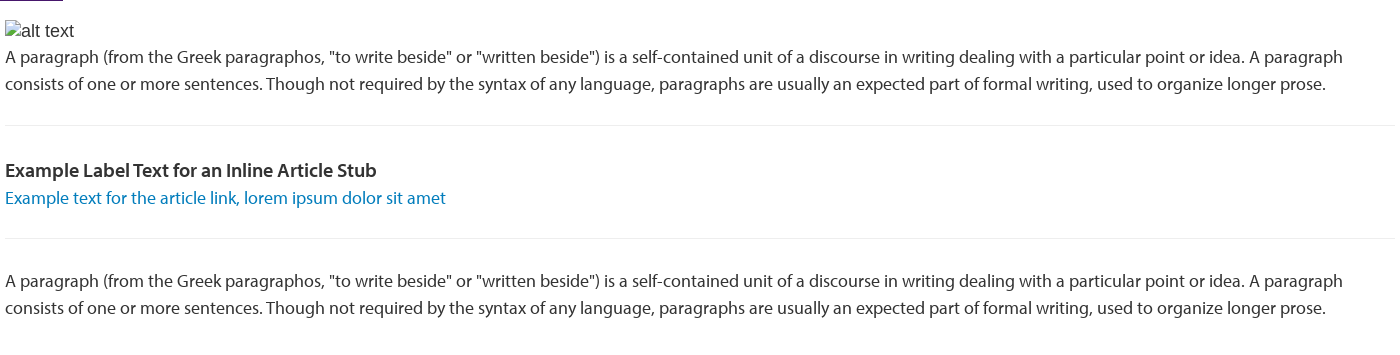 alt text
A paragraph (from the Greek paragraphos, "to write beside" or "written beside") is a self-contained unit of a discourse in writing dealing with a particular point or idea. A paragraph
consists of one or more sentences. Though not required by the syntax of any language, paragraphs are usually an expected part of formal writing, used to organize longer prose.
Example Label Text for an Inline Article Stub
Example text for the article link, lorem ipsum dolor sit amet
A paragraph (from the Greek paragraphos, "to write beside" or "written beside") is a self-contained unit of a discourse in writing dealing with a particular point or idea. A paragraph
consists of one or more sentences. Though not required by the syntax of any language, paragraphs are usually an expected part of formal writing, used to organize longer prose.